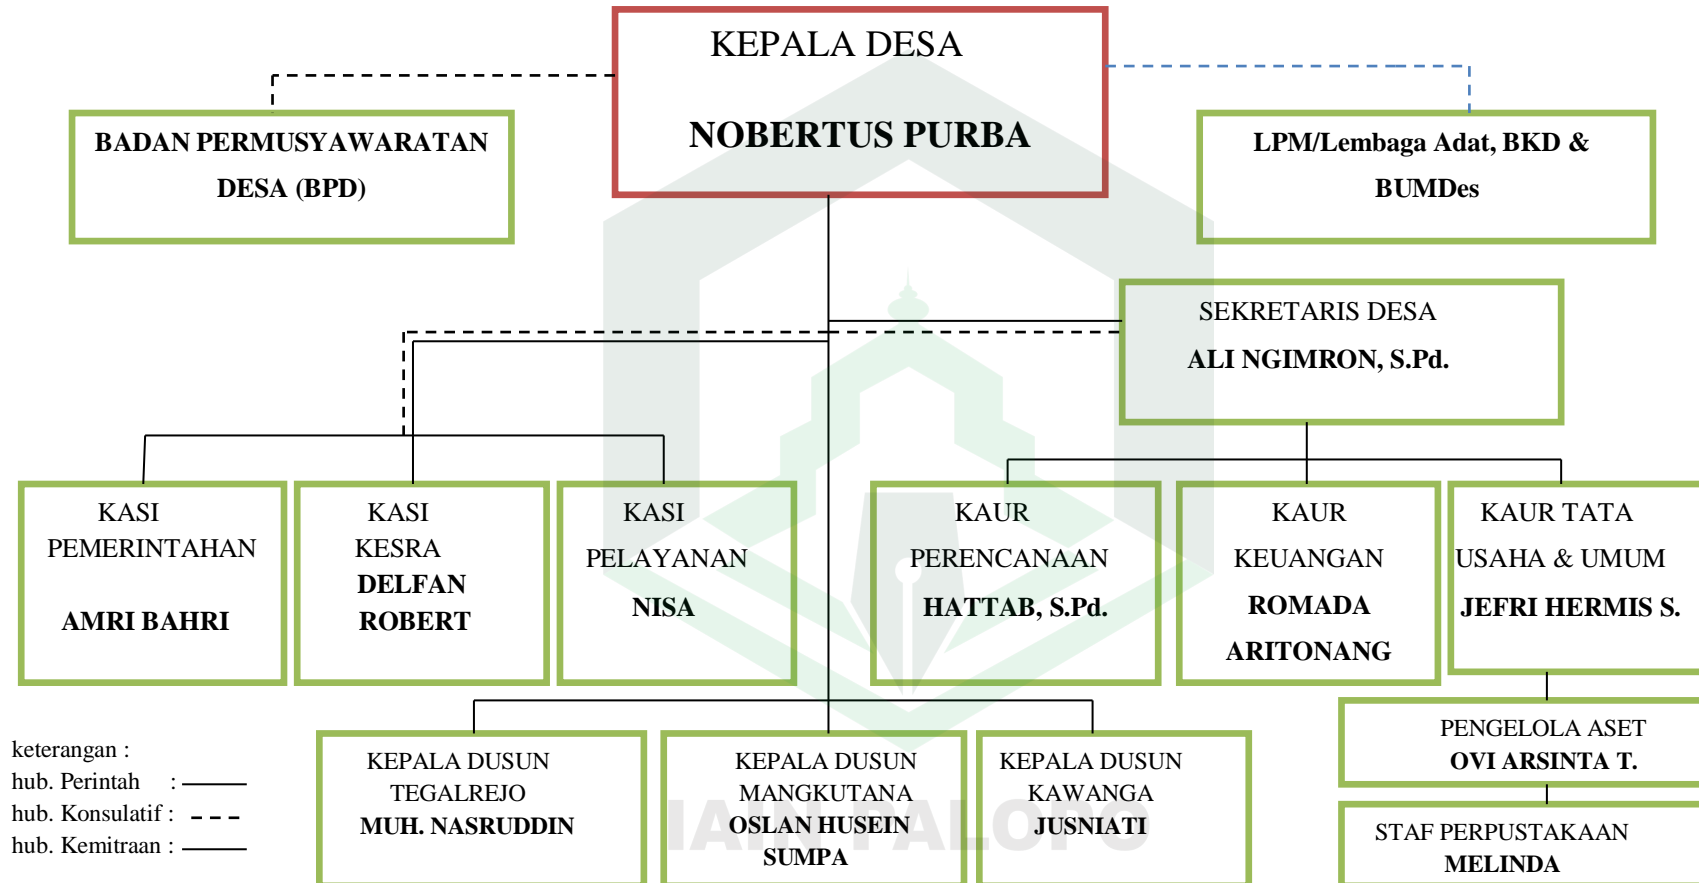 KEPALA DESA
NOBERTUS PURBA
BADAN PERMUSYAWARATAN
DESA (BPD)
LPM/Lembaga Adat, BKD &
BUMDes
SEKRETARIS DESA
ALI NGIMRON, S.Pd.
KASI
PEMERINTAHAN
AMRI BAHRI
KASI
KESRA
DELFAN
ROBERT
KASI
PELAYANAN
NISA
KAUR
PERENCANAAN
HATTAB, S.Pd.
KAUR
KEUANGAN
ROMADA
ARITONANG
KAUR TATA
USAHA & UMUM
JEFRI HERMIS S.
PENGELOLA ASET
OVI ARSINTA T.
STAF PERPUSTAKAAN
MELINDA
KEPALA DUSUN
TEGALREJO
MUH. NASRUDDIN
KEPALA DUSUN
MANGKUTANA
OSLAN HUSEIN
SUMPA
KEPALA DUSUN
KAWANGA
JUSNIATI
keterangan :
hub. Perintah :
hub. Konsulatif :
hub. Kemitraan :
IAIN PALOPO